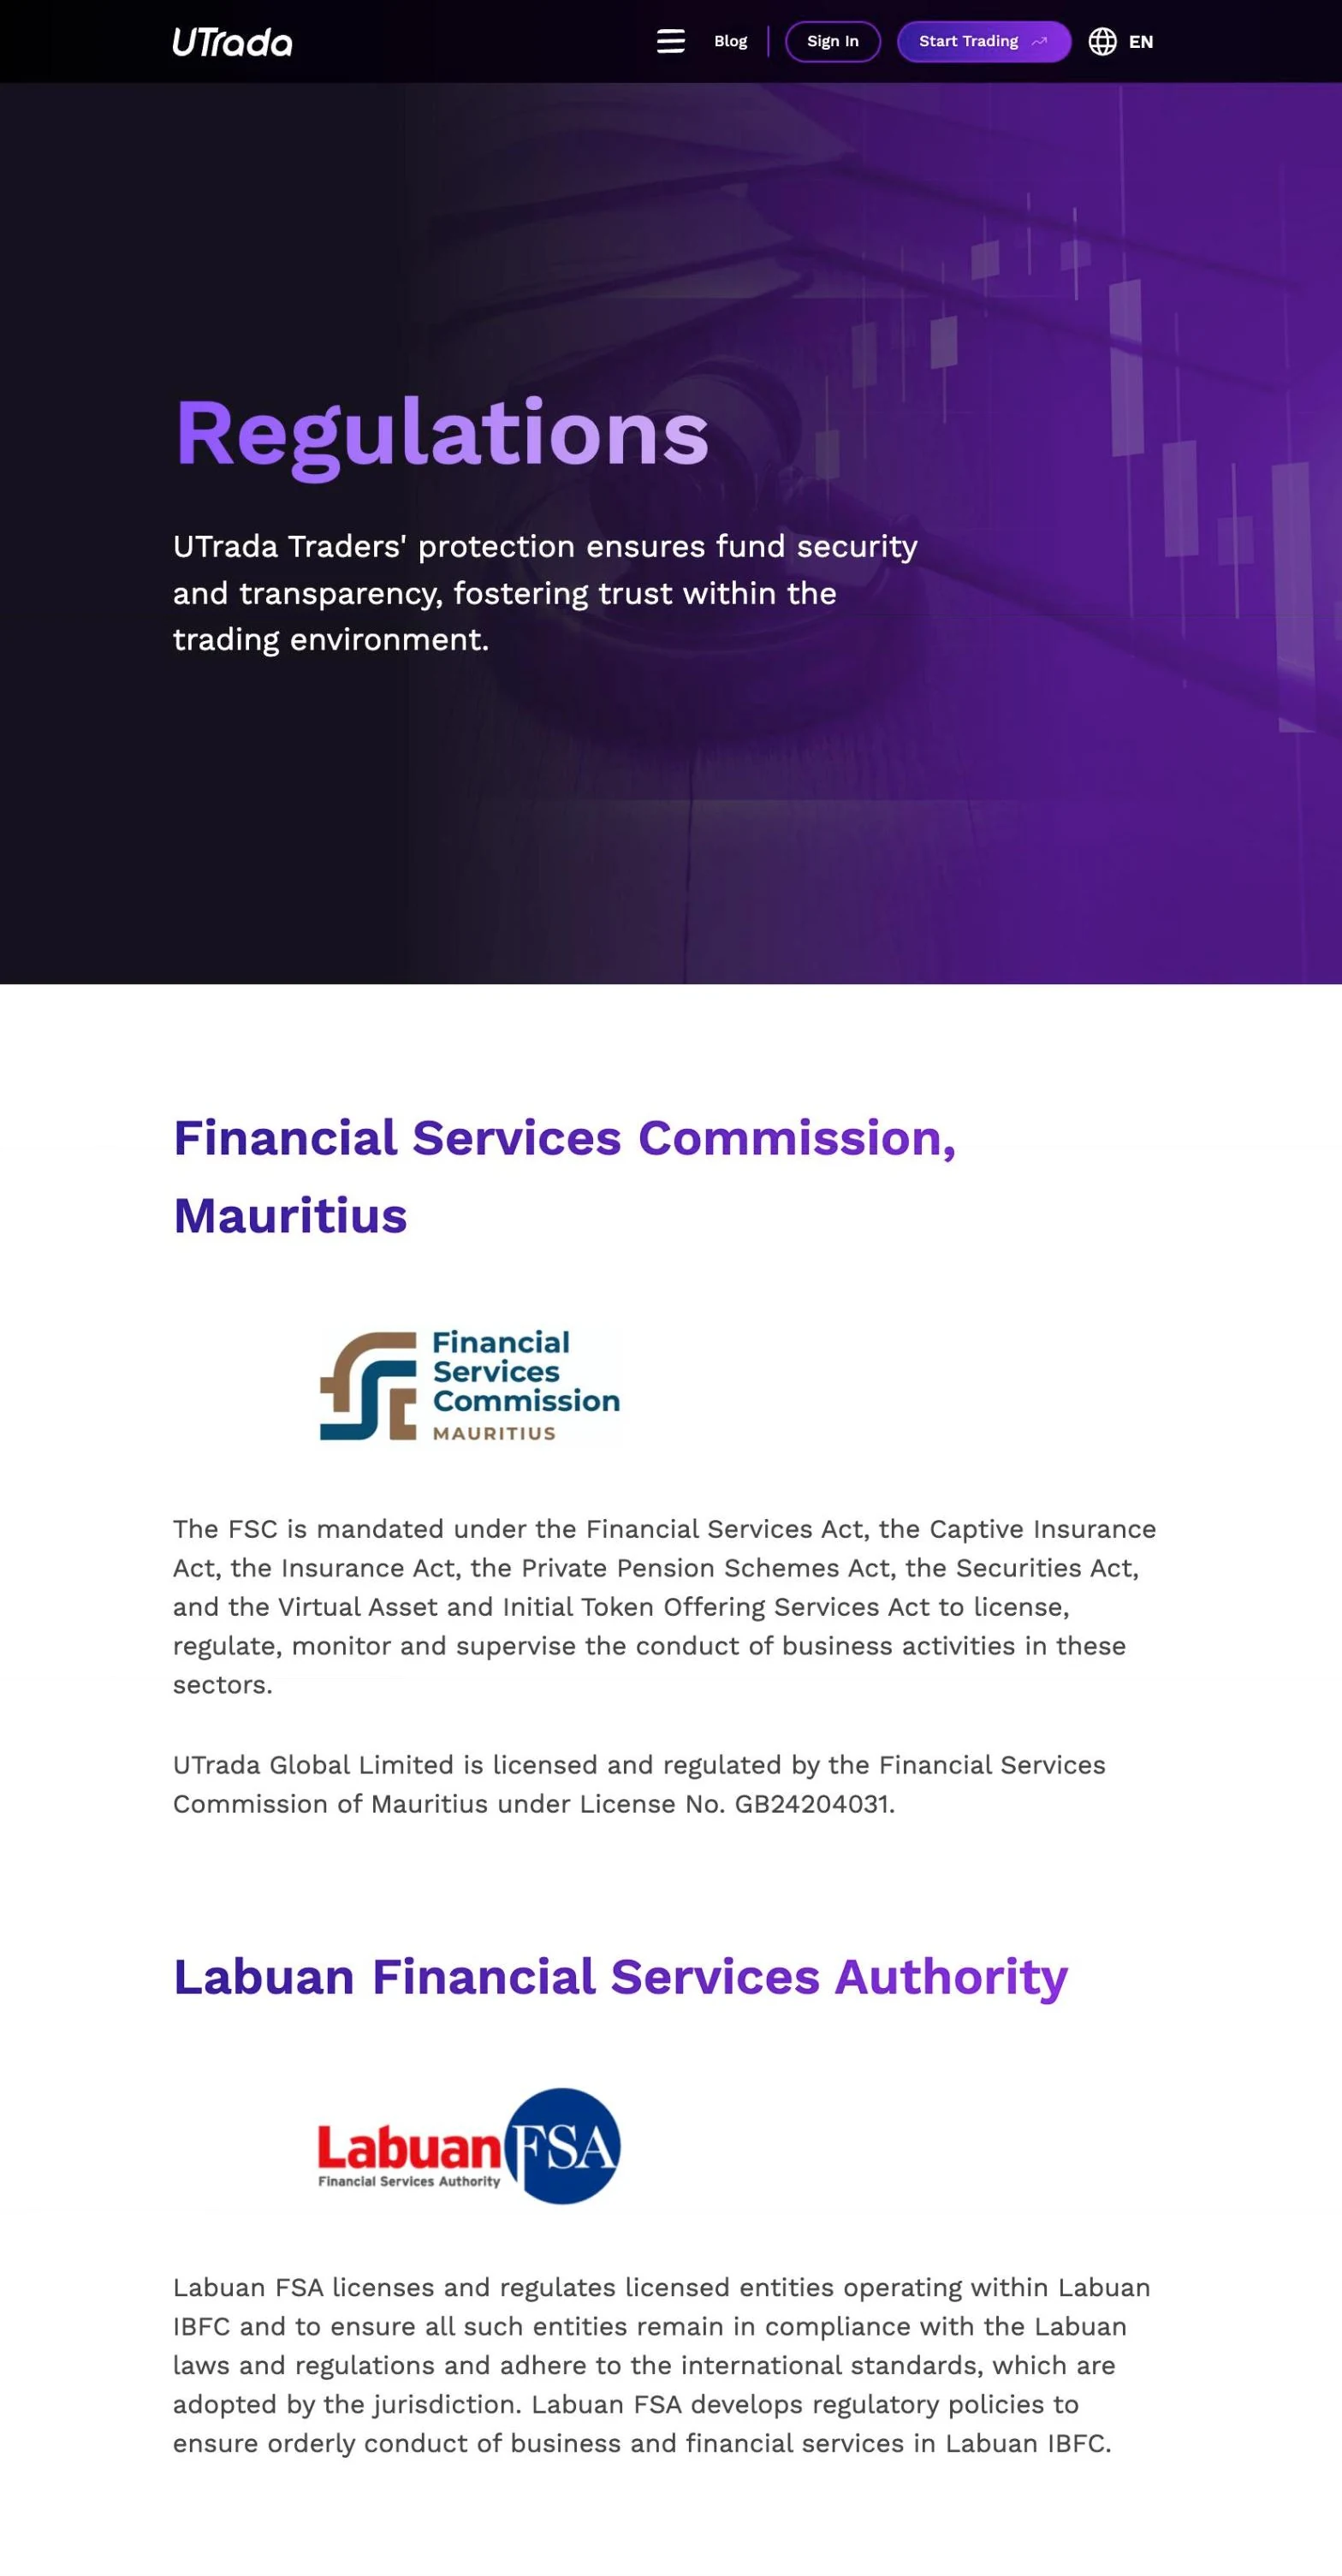 UTrada
Blog
Sign In
Start Trading
EN
Regulations
UTrada Traders' protection ensures fund security
and transparency, fostering trust within the
trading environment.
Financial Services Commission,
Mauritius
Financial
Services
Commission
MAURITIUS
The FSC is mandated under the Financial Services Act, the Captive Insurance
Act, the Insurance Act, the Private Pension Schemes Act, the Securities Act,
and the Virtual Asset and Initial Token Offering Services Act to license,
regulate, monitor and supervise the conduct of business activities in these
sectors.
UTrada Global Limited is licensed and regulated by the Financial Services
Commission of Mauritius under License No. GB24204031.
Labuan Financial Services Authority
Labuan FSA
Financial Services Authority
Labuan FSA licenses and regulates licensed entities operating within Labuan
IBFC and to ensure all such entities remain in compliance with the Labuan
laws and regulations and adhere to the international standards, which are
adopted by the jurisdiction. Labuan FSA develops regulatory policies to
ensure orderly conduct of business and financial services in Labuan IBFC.